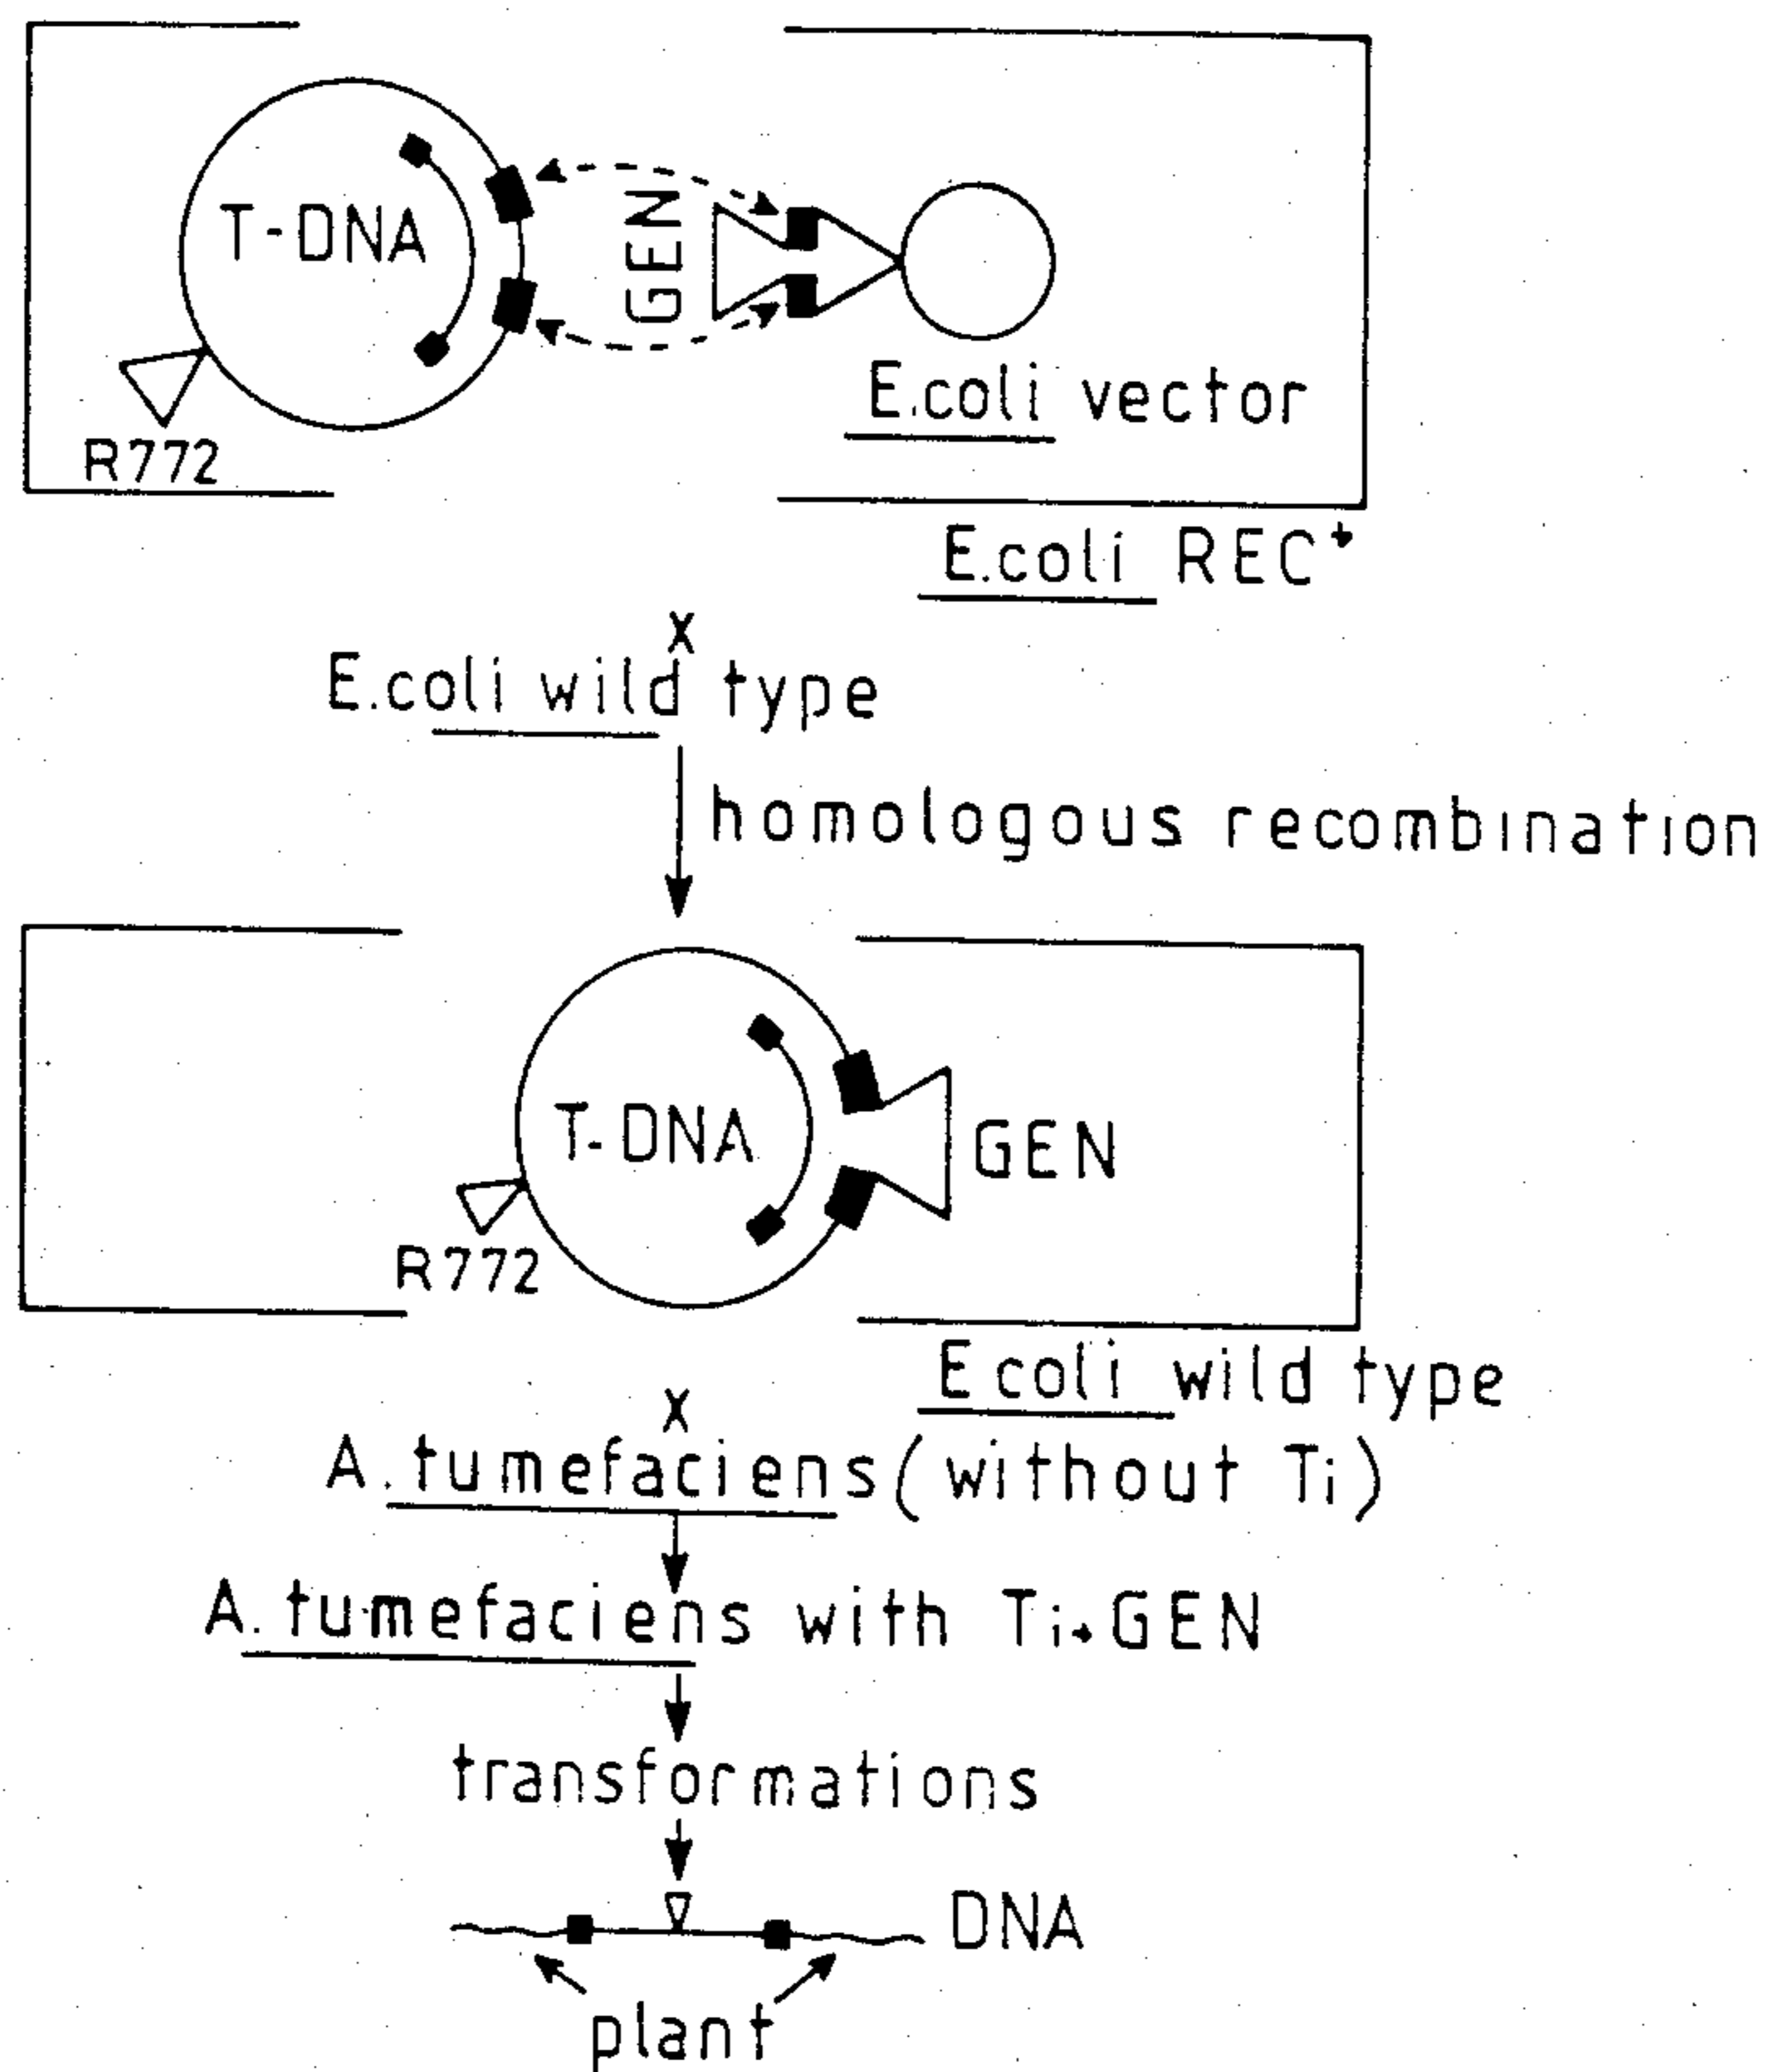 T-DNA
GEN
R772
E.coli vector
E.coli REC+
x
E.coli wild type
homologous recombination
T-DNA
GEN
R772
E coli wild type
x
A. tumefaciens (without Ti)
A. tumefaciens with Ti+GEN
transformations
DNA
plant